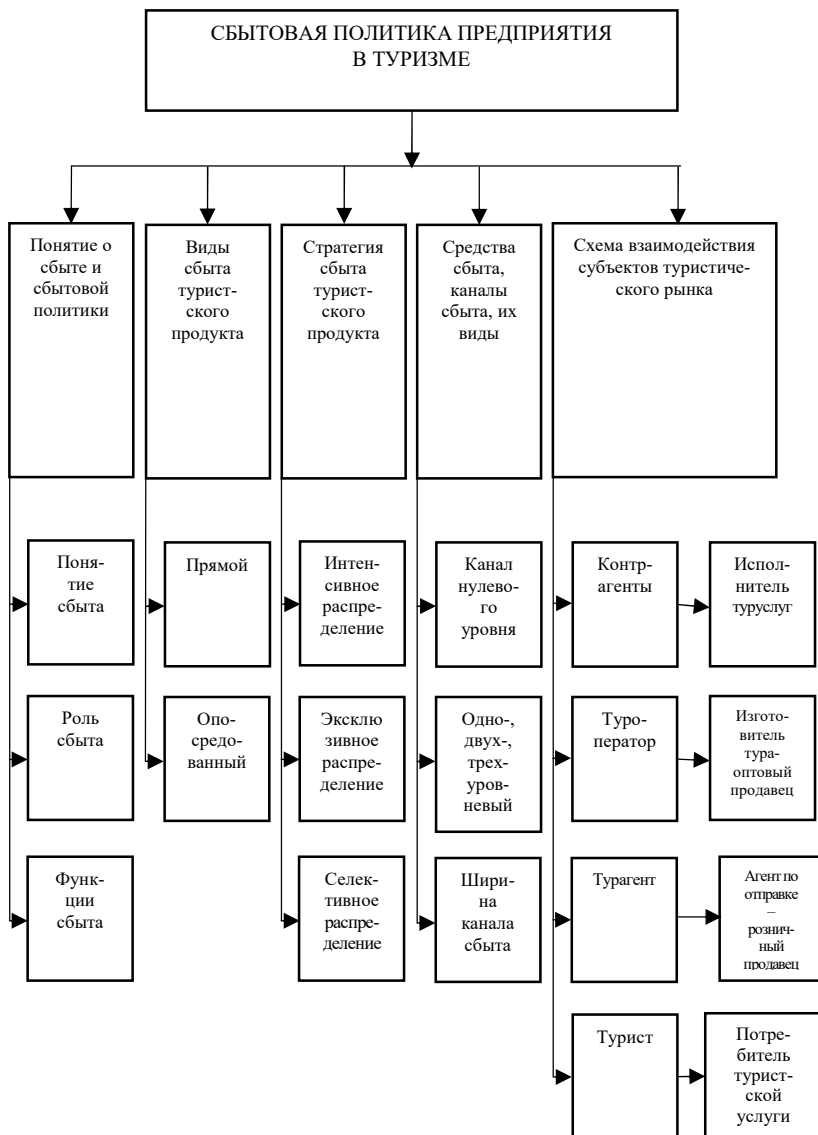 СБЫТОВАЯ ПОЛИТИКА ПРЕДПРИЯТИЯ
В ТУРИЗМЕ
Понятие о
сбыте и
сбытовой
политики
Виды
сбыта
турист-
ского
продукта
Стратегия
сбыта
турист-
ского
продукта
Средства
сбыта,
каналы
сбыта, их
виды
Схема взаимодействия
субъектов туристиче-
ского рынка
Поня-
тие
сбыта
Прямой
Интен-
сивное
распре-
деление
Канал
нулево-
го
уровня
Контр-
агенты
Испол-
нитель
туруслуг
Роль
сбыта
Опо-
средо-
ванный
Эксклю
зивное
распре-
деление
Одно-,
двух-,
трех-
уров-
невый
Туро-
ператор
Изгото-
витель
тура-
оптовый
продавец
Функ-
ции
сбыта
Селек-
тивное
распре-
деление
Шири-
на
канала
сбыта
Турагент
Агент по
отправке
–
рознич-
ный
продавец
Турист
Потре-
битель
турист-
ской
услуги